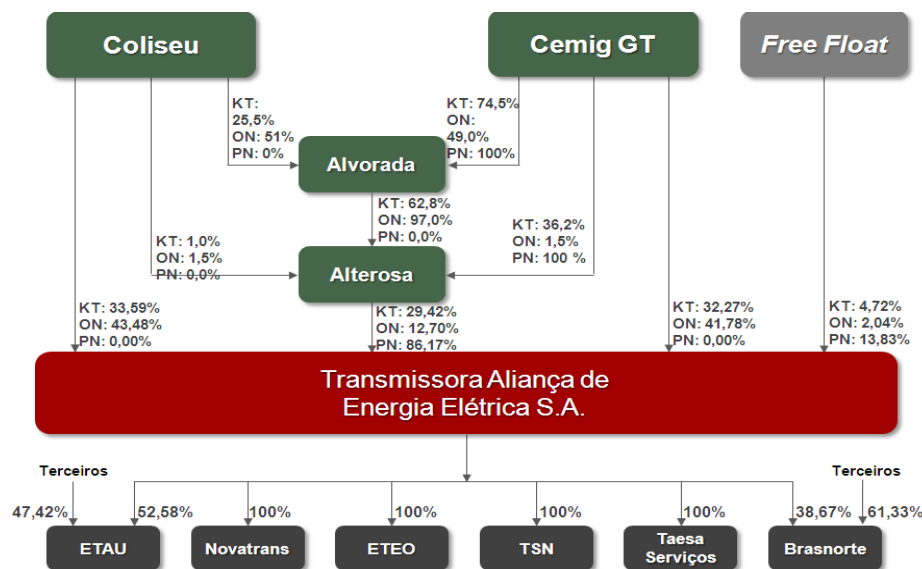 Coliseu
Cemig GT
Free Float
KT:
25,5%
ON: 51%
PN: 0%
KT: 74,5%
ON:
49,0%
PN: 100%
Alvorada
KT: 62,8%
ON: 97,0%
PN: 0,0%
KT: 1,0%
ON: 1,5%
PN: 0,0%
KT: 36,2%
ON: 1,5%
PN: 100 %
Alterosa
KT: 33,59%
ON: 43,48%
PN: 0,00%
KT: 29,42%
ON: 12,70%
PN: 86,17%
KT: 32,27%
ON: 41,78%
PN: 0,00%
KT: 4,72%
ON: 2,04%
PN: 13,83%
Transmissora Aliança de
Energia Elétrica S.A.
Terceiros
Terceiros
47,42%
52,58%
100%
100%
100%
100%
38,67%
61,33%
ETAU
Novatrans
ETEO
TSN
Taesa
Serviços
Brasnorte